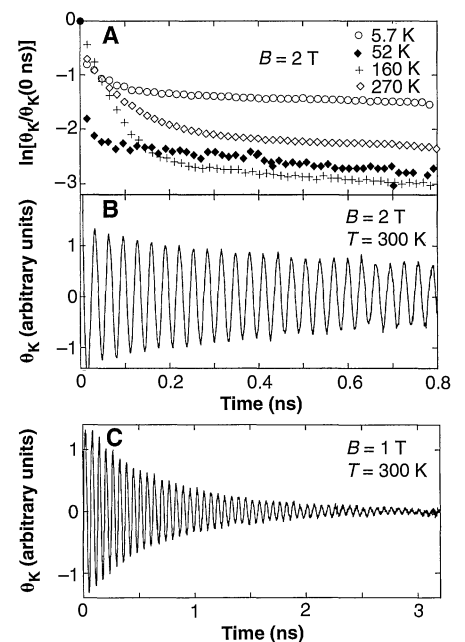 A
B = 2 T
○ 5.7 K
◆ 52 K
+ 160 K
◇ 270 K
ln[θK/θK(0 ns)]
0
−1
−2
−3
B
B = 2 T
T = 300 K
θK (arbitrary units)
1
0
−1
0 0.2 0.4 0.6 0.8
Time (ns)
C
B = 1 T
T = 300 K
θK (arbitrary units)
1
0
−1
0 1 2 3
Time (ns)